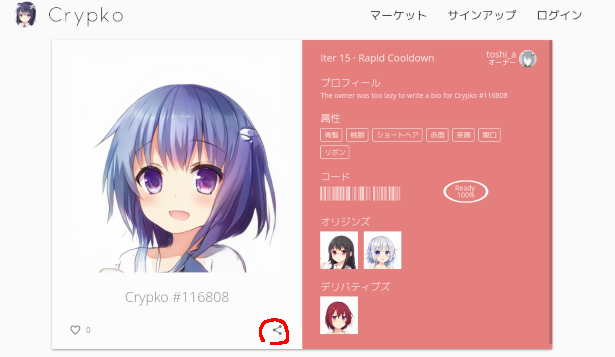 Crypko
マーケット サインアップ ログイン
Iter 15 · Rapid Cooldown
toshi_a
オーナー
プロフィール
The owner was too lazy to write a bio for Crypko #116808
属性
青髪
ショートヘア 赤面 笑顔 開口
リボン
コード
Ready
100%
オリジンズ
デリバティブズ
Crypko #116808
0